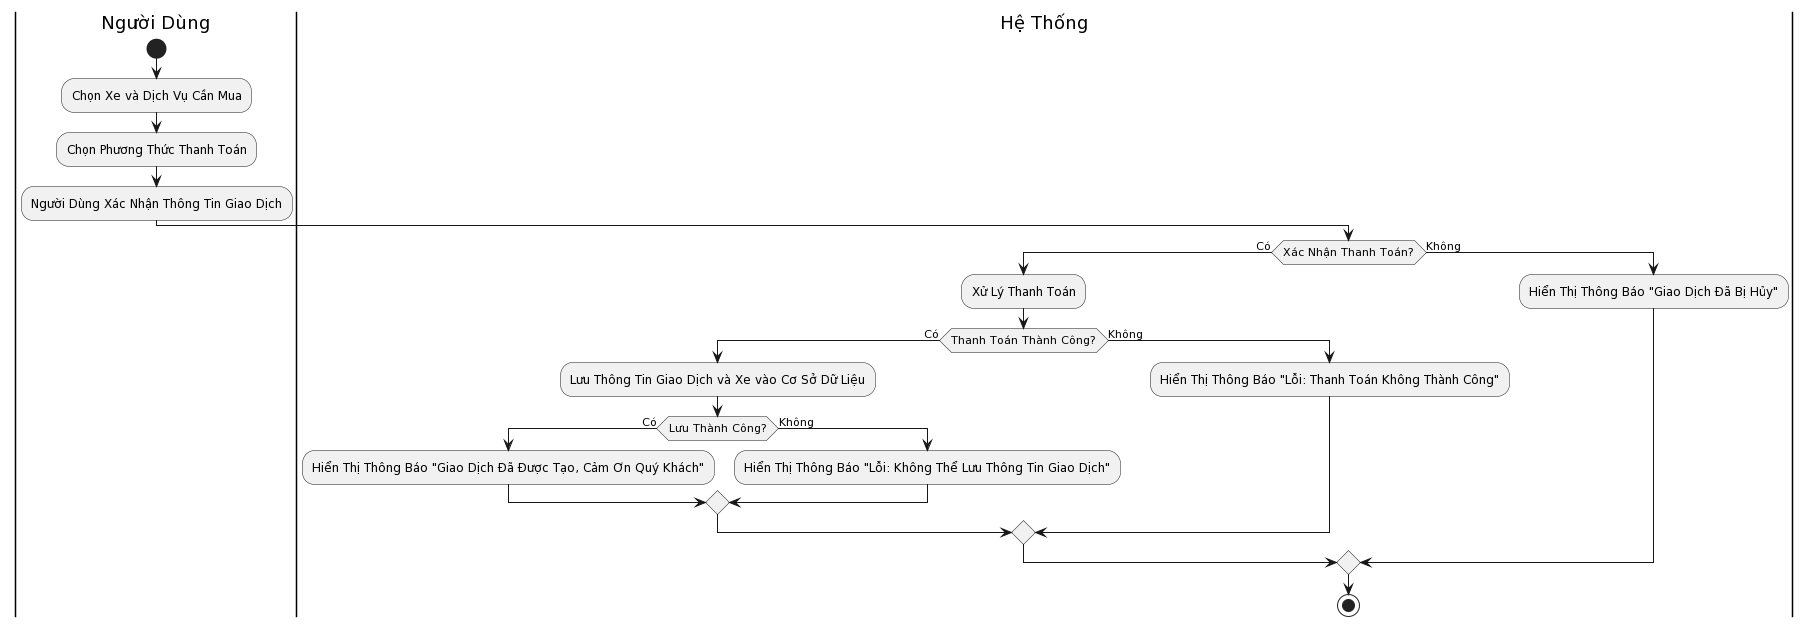 Người Dùng
Hệ Thống
Chọn Xe và Dịch Vụ Cần Mua
Chọn Phương Thức Thanh Toán
Người Dùng Xác Nhận Thông Tin Giao Dịch
Có
Xác Nhận Thanh Toán?
Không
Xử Lý Thanh Toán
Hiển Thị Thông Báo "Giao Dịch Đã Bị Hủy"
Có
Thanh Toán Thành Công?
Không
Lưu Thông Tin Giao Dịch và Xe vào Cơ Sở Dữ Liệu
Hiển Thị Thông Báo "Lỗi: Thanh Toán Không Thành Công"
Có
Lưu Thành Công?
Không
Hiển Thị Thông Báo "Giao Dịch Đã Được Tạo, Cảm Ơn Quý Khách"
Hiển Thị Thông Báo "Lỗi: Không Thể Lưu Thông Tin Giao Dịch"